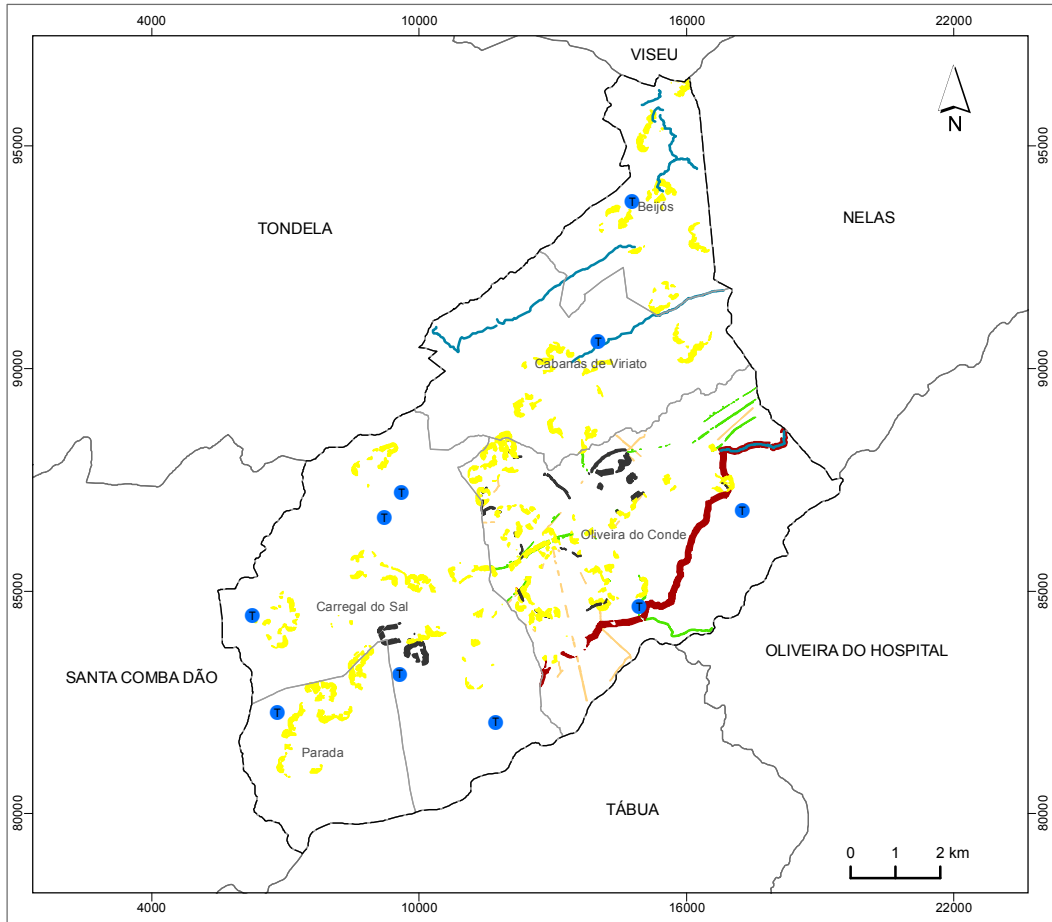 4000 10000 16000 22000
VISEU
N
95000 95000
TONDELA
NELAS
T
Beijós
T
Cabanas de Viriato
90000 90000
T
T
T
Oliveira do Conde
85000 85000
T
T
Carregal do Sal
OLIVEIRA DO HOSPITAL
SANTA COMBA DÃO
T
T
T
Parada
TÁBUA
80000 80000
0 1 2 km
4000 10000 16000 22000